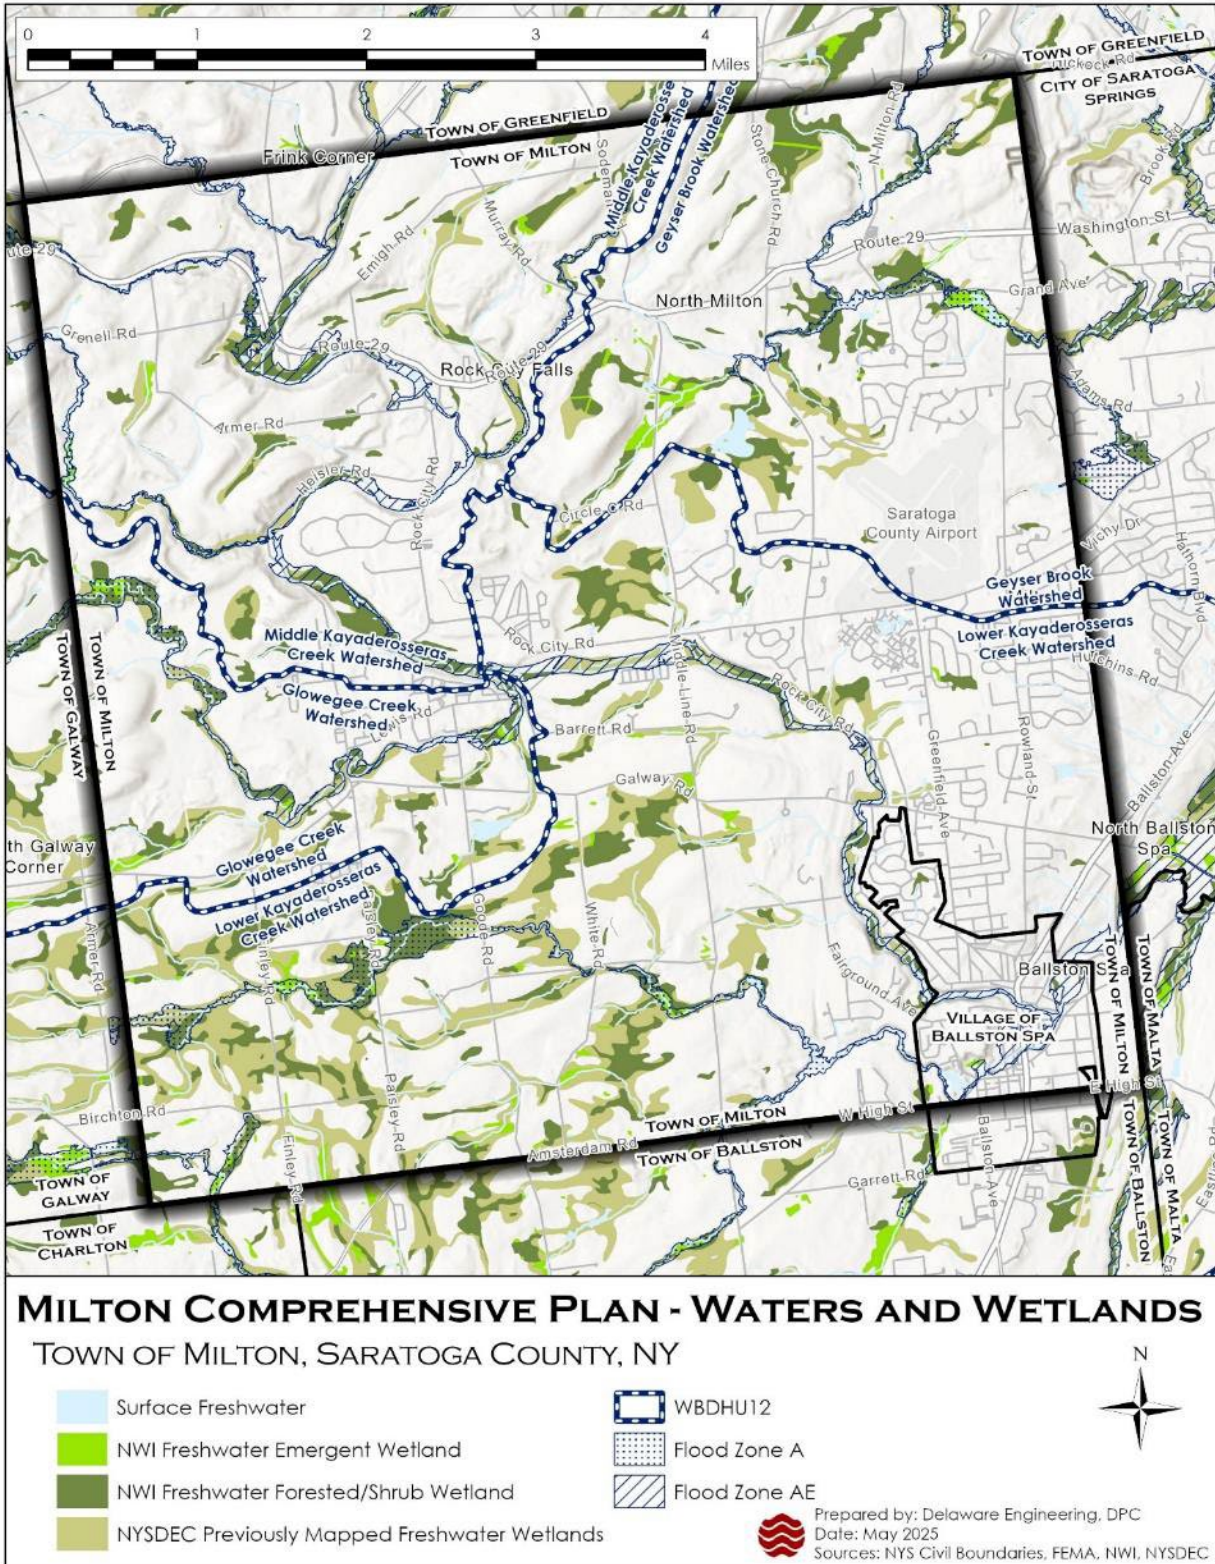 0 1 2 3 4
Miles
TOWN OF GREENFIELD
CITY OF SARATOGA
SPRINGS
TOWN OF GREENFIELD
TOWN OF MILTON
Frink Corner
Middle Kayaderosse
Creek Watershed
Geyser Brook Watershed
Stone Church Rd
N-Milton Rd
Brook Rd
Washington St
Route 29
Murray Rd
Emigh Rd
North Milton
Grand Ave
Grenell Rd
Route 29
Rock City Falls
Route 29
Adams Rd
Armer Rd
Heisler Rd
Rock City Rd
Circle C Rd
Saratoga
County Airport
Vichy Dr
Hathorn Blvd
Geyser Brook
Watershed
Lower Kayaderosseras
Creek Watershed
Hutchins Rd
Middle Kayaderosseras
Creek Watershed
Rock City Rd
Middle-Line-Rd
Glowegee Creek
Watershed
Lewis Rd
TOWN OF MILTON
TOWN OF GALWAY
Barrett Rd
Rock City Rd
Galway Rd
Greenfield-Ave
Rowland-St
Ballston-Ave
North Ballston
Spa
th Galway
Corner
Glowegee Creek
Watershed
Lower Kayaderosseras
Creek Watershed
Armer Rd
Goode Rd
White Rd
Fairground Ave
Ballston Spa
TOWN OF MILTON
TOWN OF MALTA
VILLAGE OF
BALLSTON SPA
Birchton Rd
Paisley-Rd
Finley Rd
TOWN OF MILTON
TOWN OF BALLSTON
Amsterdam Rd
W High St
E High St
Garrett Rd
Ballston-Ave
TOWN OF BALLSTON
TOWN OF MALTA
TOWN OF
GALWAY
TOWN OF
CHARLTON
MILTON COMPREHENSIVE PLAN - WATERS AND WETLANDS
TOWN OF MILTON, SARATOGA COUNTY, NY
N
Surface Freshwater
NWI Freshwater Emergent Wetland
NWI Freshwater Forested/Shrub Wetland
NYSDEC Previously Mapped Freshwater Wetlands
WBDHU12
Flood Zone A
Flood Zone AE
Prepared by: Delaware Engineering, DPC
Date: May 2025
Sources: NYS Civil Boundaries, FEMA, NWI, NYSDEC